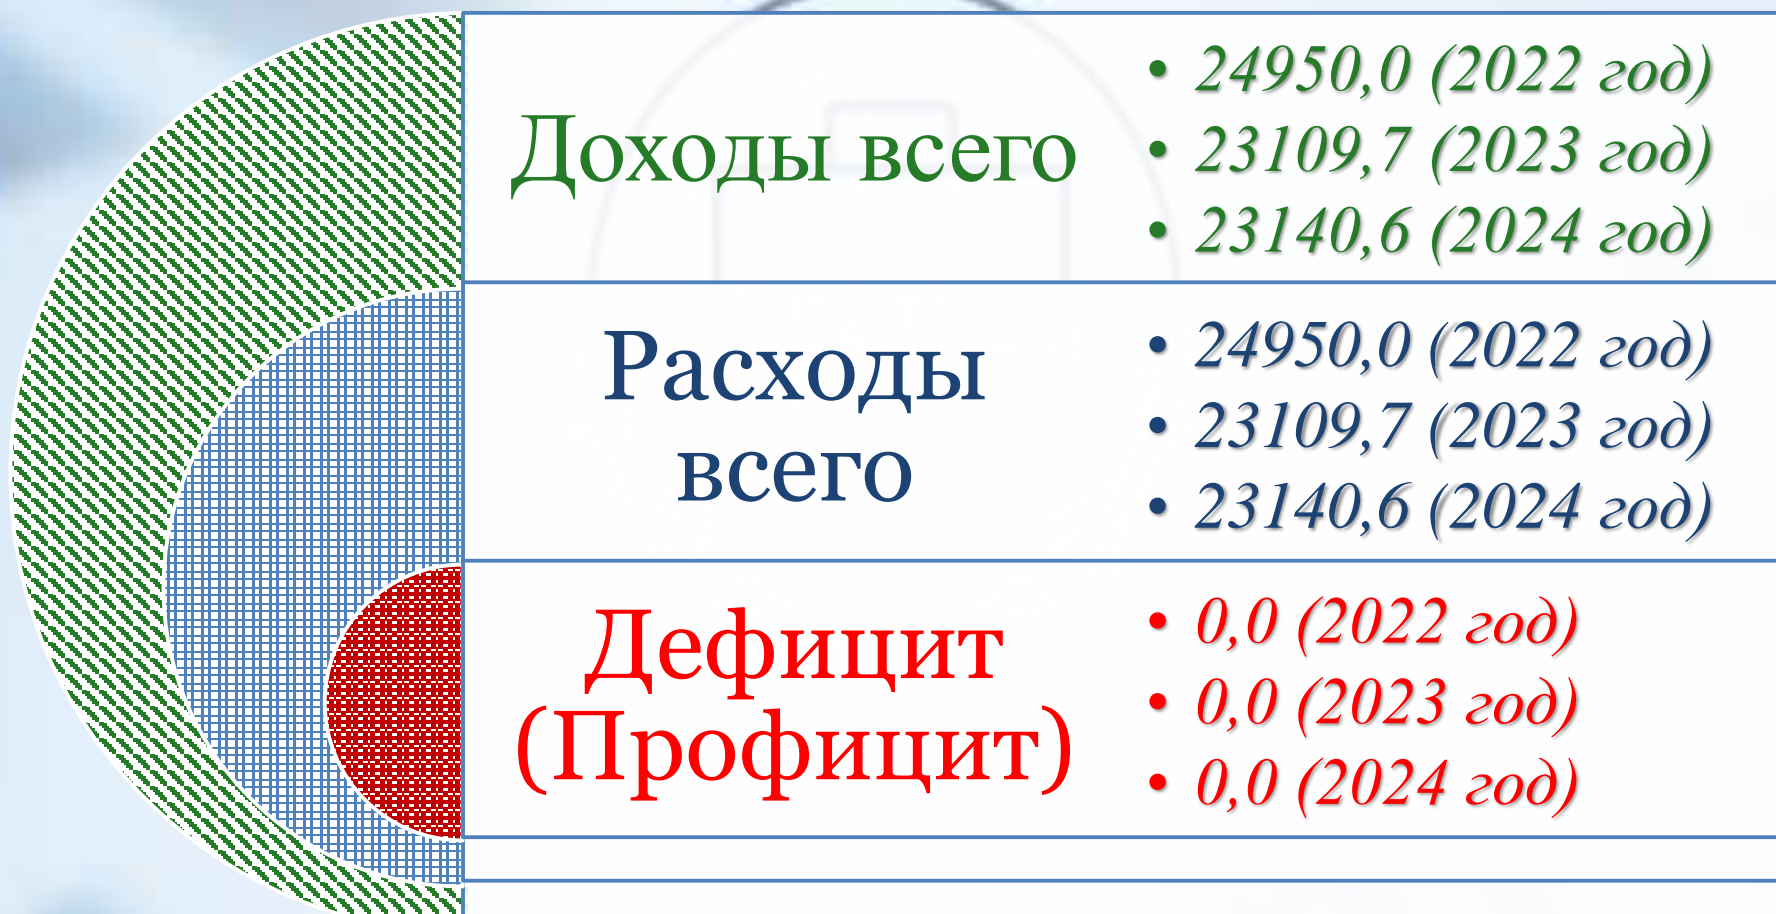 Доходы всего
• 24950,0 (2022 год)
• 23109,7 (2023 год)
• 23140,6 (2024 год)
Расходы
всего
• 24950,0 (2022 год)
• 23109,7 (2023 год)
• 23140,6 (2024 год)
Дефицит
(Профицит)
• 0,0 (2022 год)
• 0,0 (2023 год)
• 0,0 (2024 год)